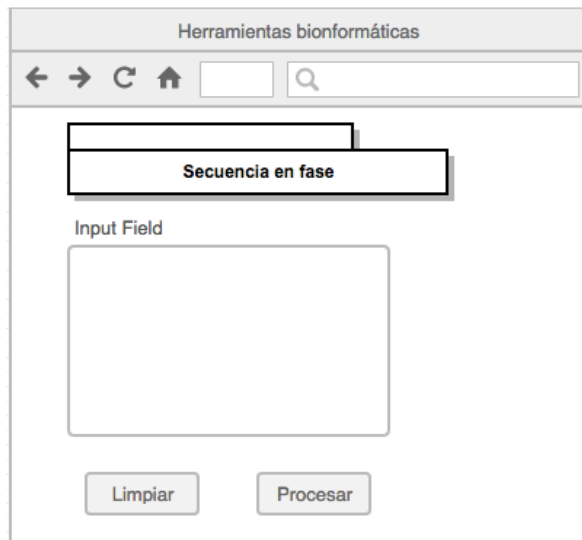 Herramientas bionformáticas
Secuencia en fase
Input Field
Limpiar
Procesar